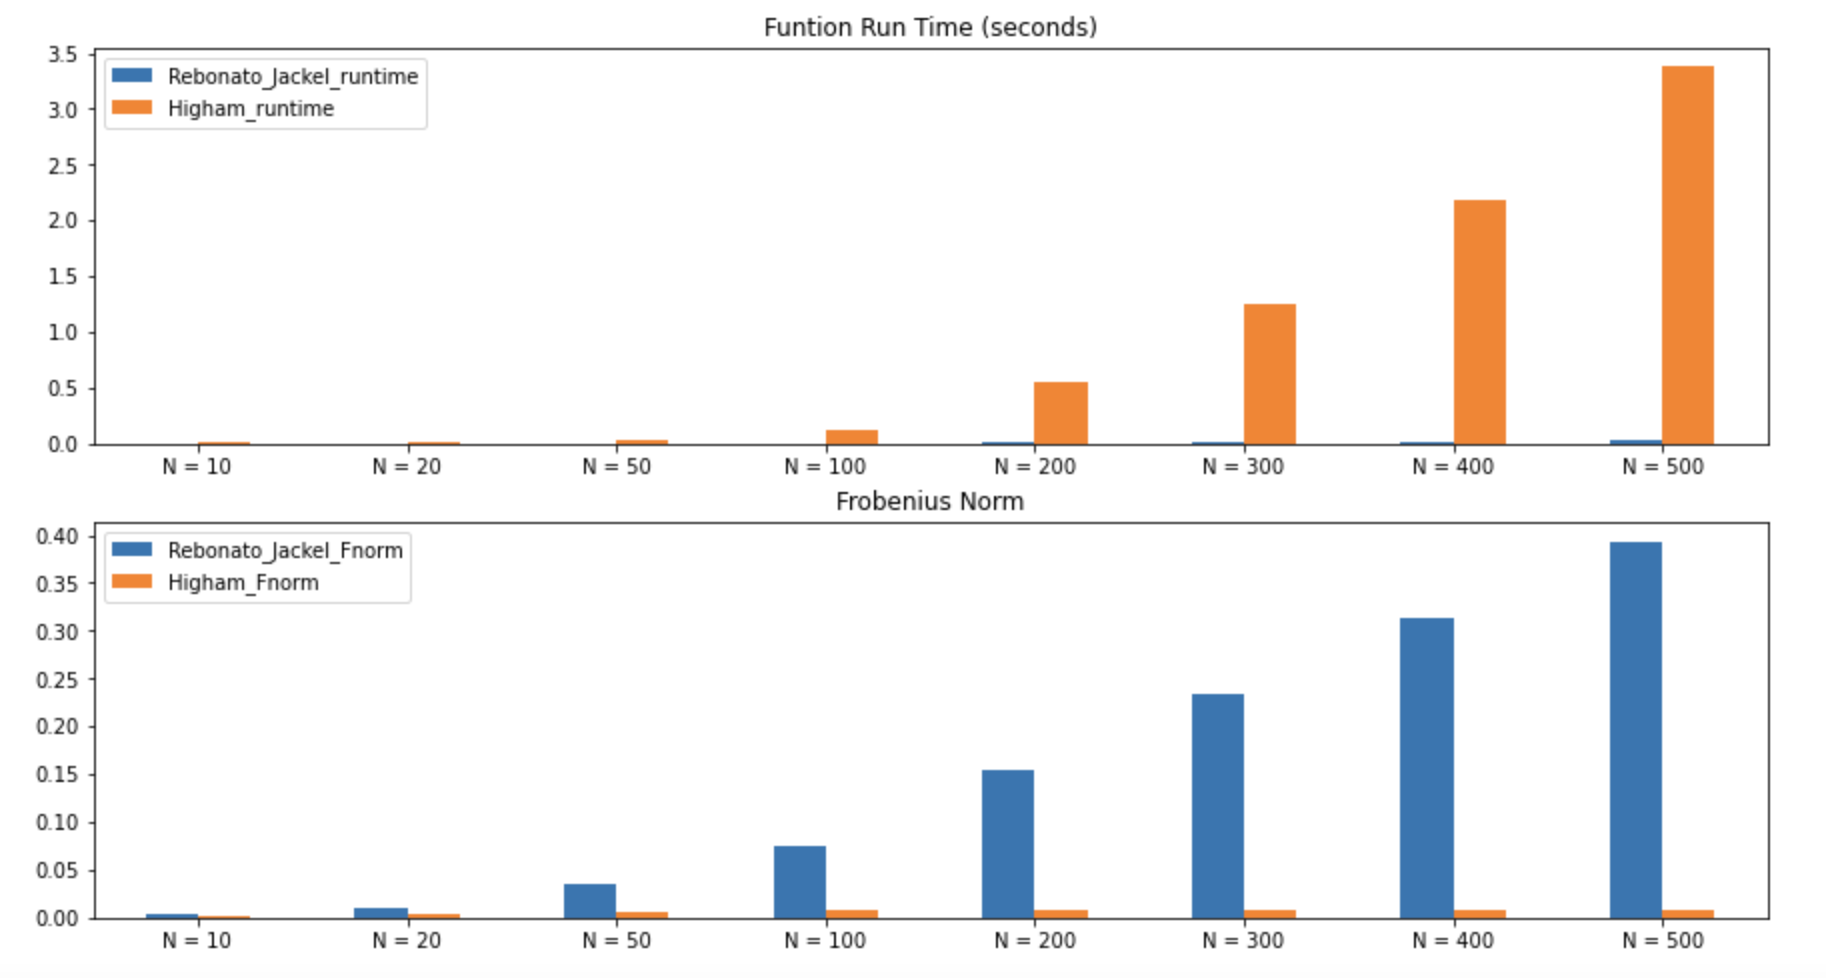 Funtion Run Time (seconds)
3.5
Rebonato_Jackel_runtime
3.0
Higham_runtime
2.5
2.0
1.5
1.0
0.5
0.0
N = 10 N = 20 N = 50 N = 100 N = 200 N = 300 N = 400 N = 500
Frobenius Norm
0.40
Rebonato_Jackel_Fnorm
0.35
Higham_Fnorm
0.30
0.25
0.20
0.15
0.10
0.05
0.00
N = 10 N = 20 N = 50 N = 100 N = 200 N = 300 N = 400 N = 500